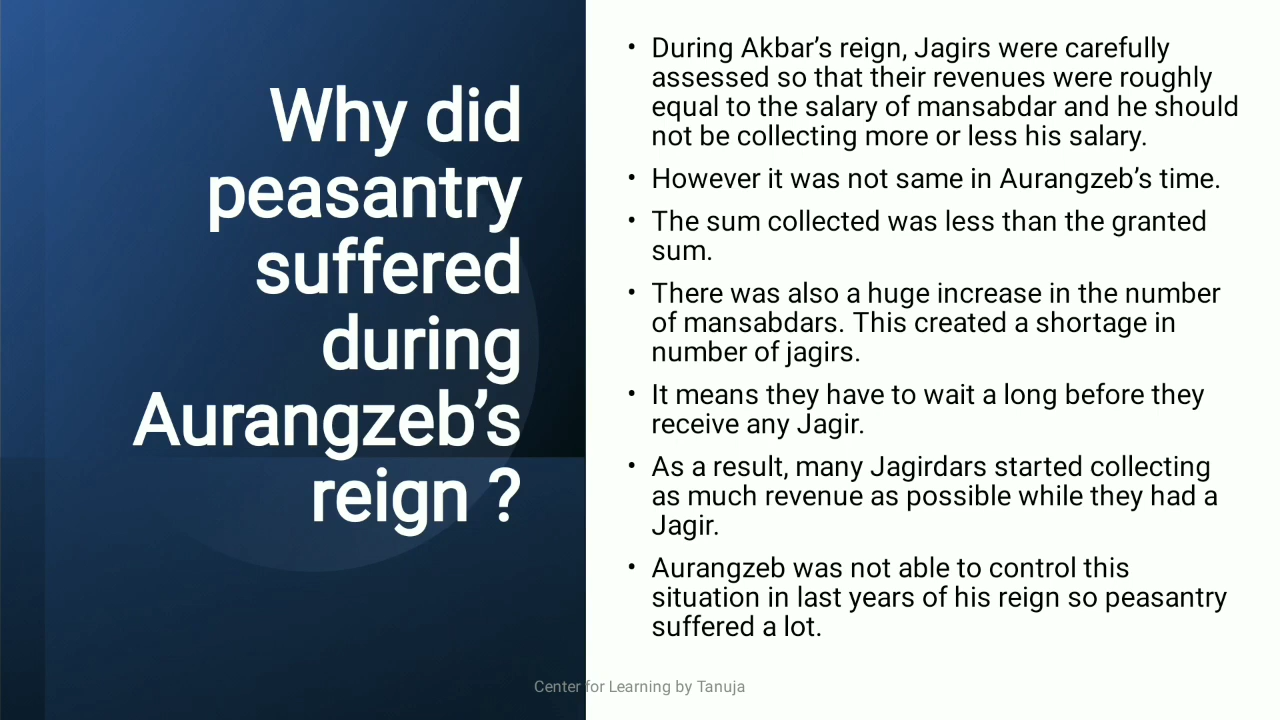 Why did
peasantry
suffered
during
Aurangzeb’s
reign ?
• During Akbar’s reign, Jagirs were carefully
assessed so that their revenues were roughly
equal to the salary of mansabdar and he should
not be collecting more or less his salary.
• However it was not same in Aurangzeb’s time.
• The sum collected was less than the granted
sum.
• There was also a huge increase in the number
of mansabdars. This created a shortage in
number of jagirs.
• It means they have to wait a long before they
receive any Jagir.
• As a result, many Jagirdars started collecting
as much revenue as possible while they had a
Jagir.
• Aurangzeb was not able to control this
situation in last years of his reign so peasantry
suffered a lot.
Center for Learning by Tanuja